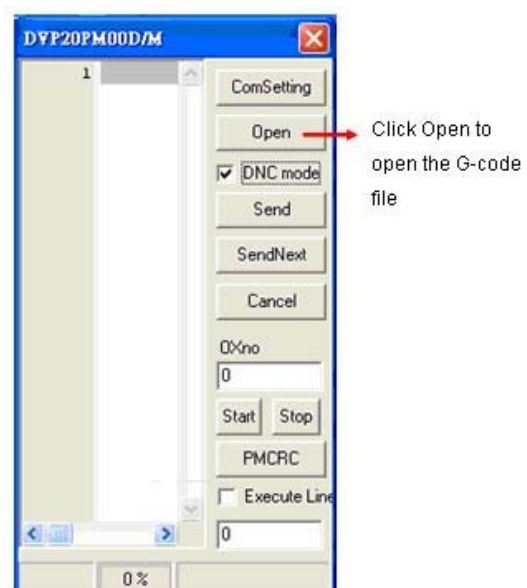 DVP20PM00D/M
1
ComSetting
Open
DNC mode
Send
SendNext
Cancel
OXno
0
Start Stop
PMCRC
Execute Line
0
0 %
Click Open to
open the G-code
file